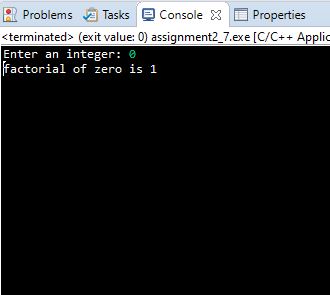 Problems Tasks Console Properties
<terminated> (exit value: 0) assignment2_7.exe [C/C++ Applic
Enter an integer: 0
factorial of zero is 1